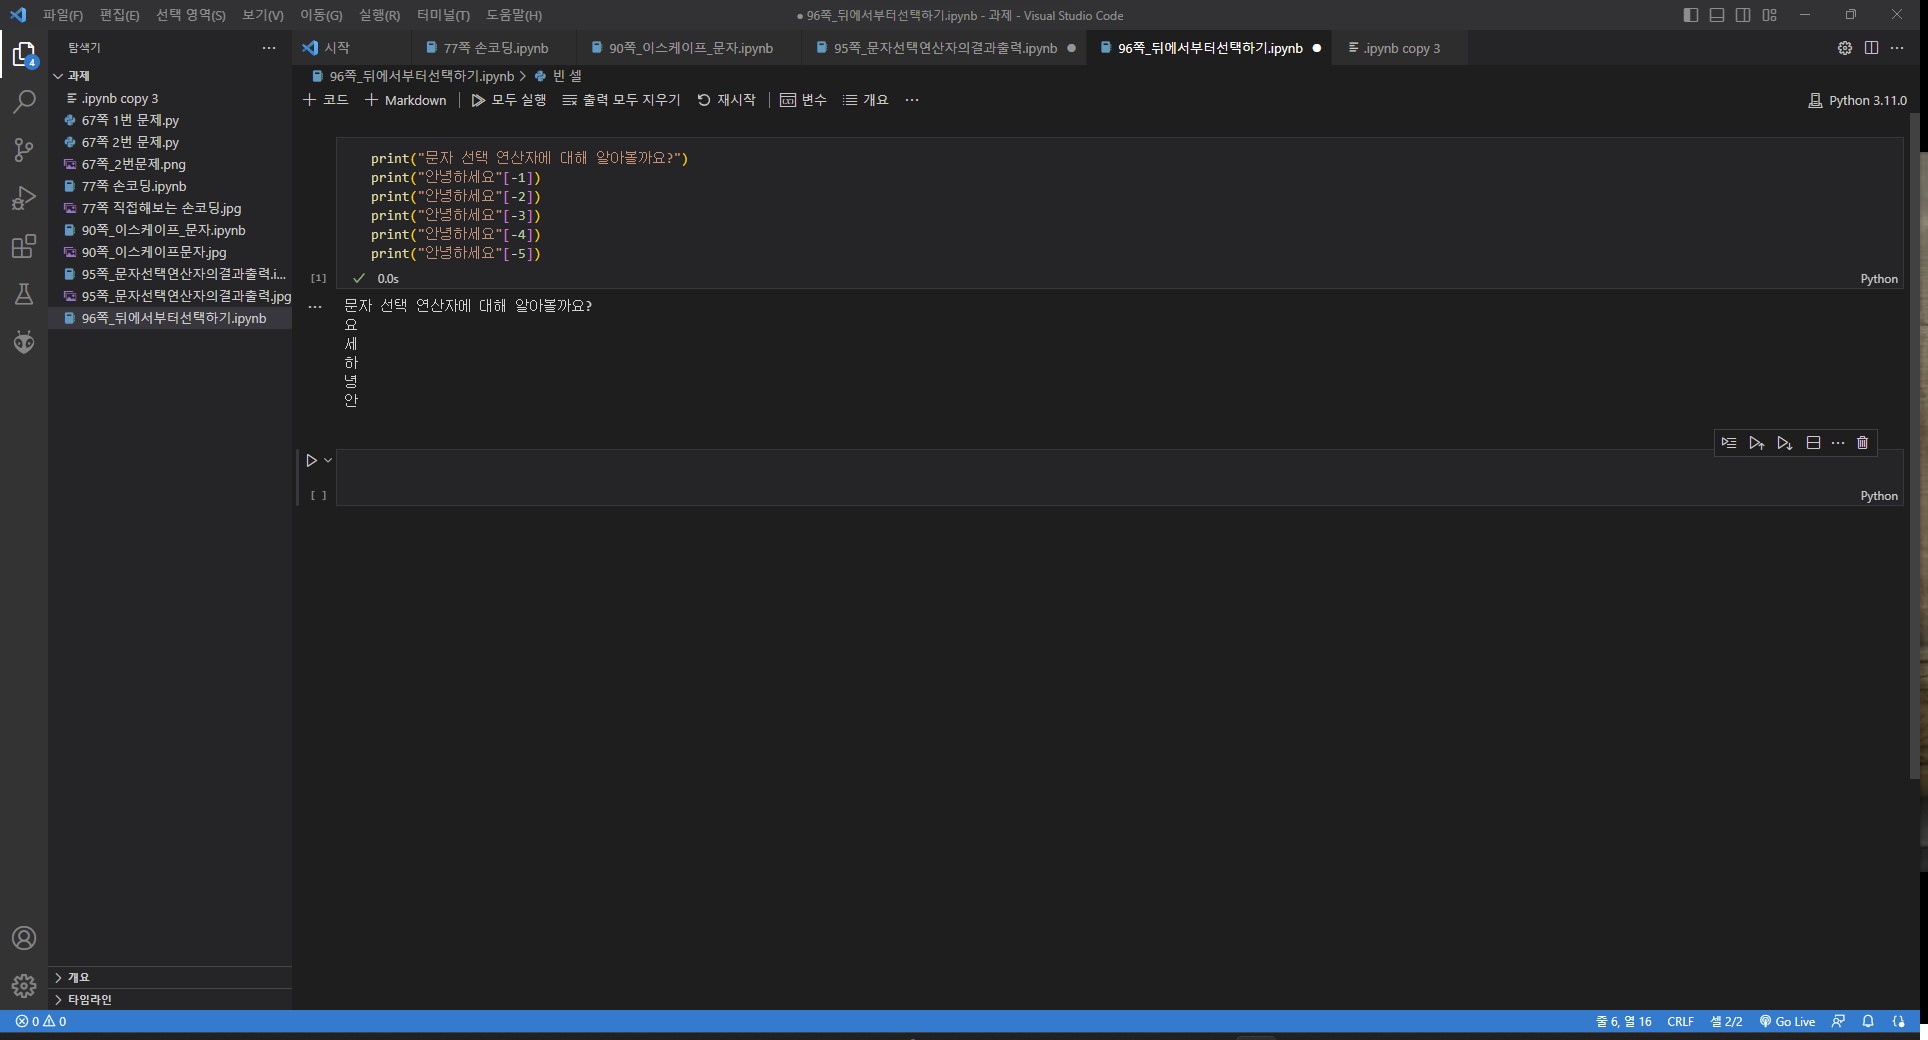 파일(F) 편집(E) 선택 영역(S) 보기(V) 이동(G) 실행(R) 터미널(T) 도움말(H)
● 96쪽_뒤에서부터선택하기.ipynb - 과제 - Visual Studio Code
탐색기
시작 77쪽 손코딩.ipynb 90쪽_이스케이프_문자.ipynb 95쪽_문자선택연산자의결과출력.ipynb ● 96쪽_뒤에서부터선택하기.ipynb ● .ipynb copy 3
4
과제
.ipynb copy 3
67쪽 1번 문제.py
67쪽 2번 문제.py
67쪽_2번문제.png
77쪽 손코딩.ipynb
77쪽 직접해보는 손코딩.jpg
90쪽_이스케이프_문자.ipynb
90쪽_이스케이프문자.jpg
95쪽_문자선택연산자의결과출력.i...
95쪽_문자선택연산자의결과출력.jpg
96쪽_뒤에서부터선택하기.ipynb
개요
타임라인
96쪽_뒤에서부터선택하기.ipynb > 빈 셀
+ 코드 + Markdown | 모두 실행 출력 모두 지우기 재시작 | 변수 개요 ...
Python 3.11.0
print("문자 선택 연산자에 대해 알아볼까요?")
print("안녕하세요"[-1])
print("안녕하세요"[-2])
print("안녕하세요"[-3])
print("안녕하세요"[-4])
print("안녕하세요"[-5])
[1] ✓ 0.0s
Python
... 문자 선택 연산자에 대해 알아볼까요?
요
세
하
녕
안
[ ]
Python
0 0
줄 6, 열 16 CRLF 셀 2/2 Go Live